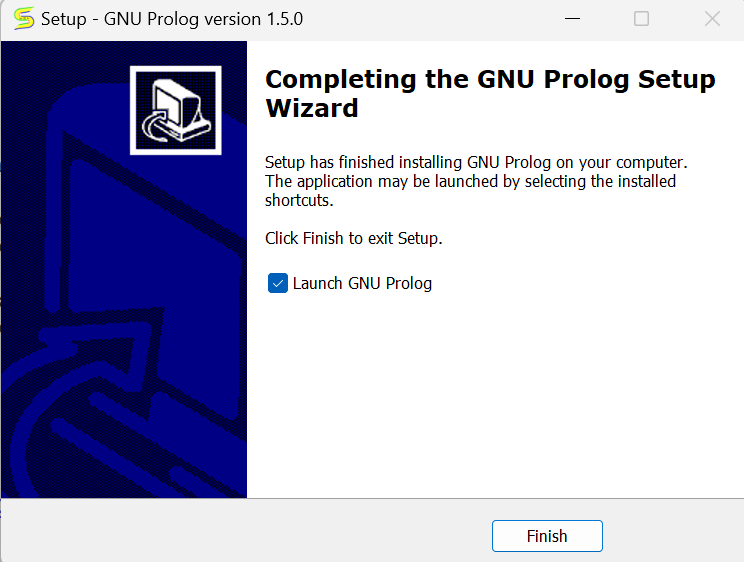 Setup - GNU Prolog version 1.5.0
Completing the GNU Prolog Setup
Wizard
Setup has finished installing GNU Prolog on your computer.
The application may be launched by selecting the installed
shortcuts.
Click Finish to exit Setup.
Launch GNU Prolog
Finish